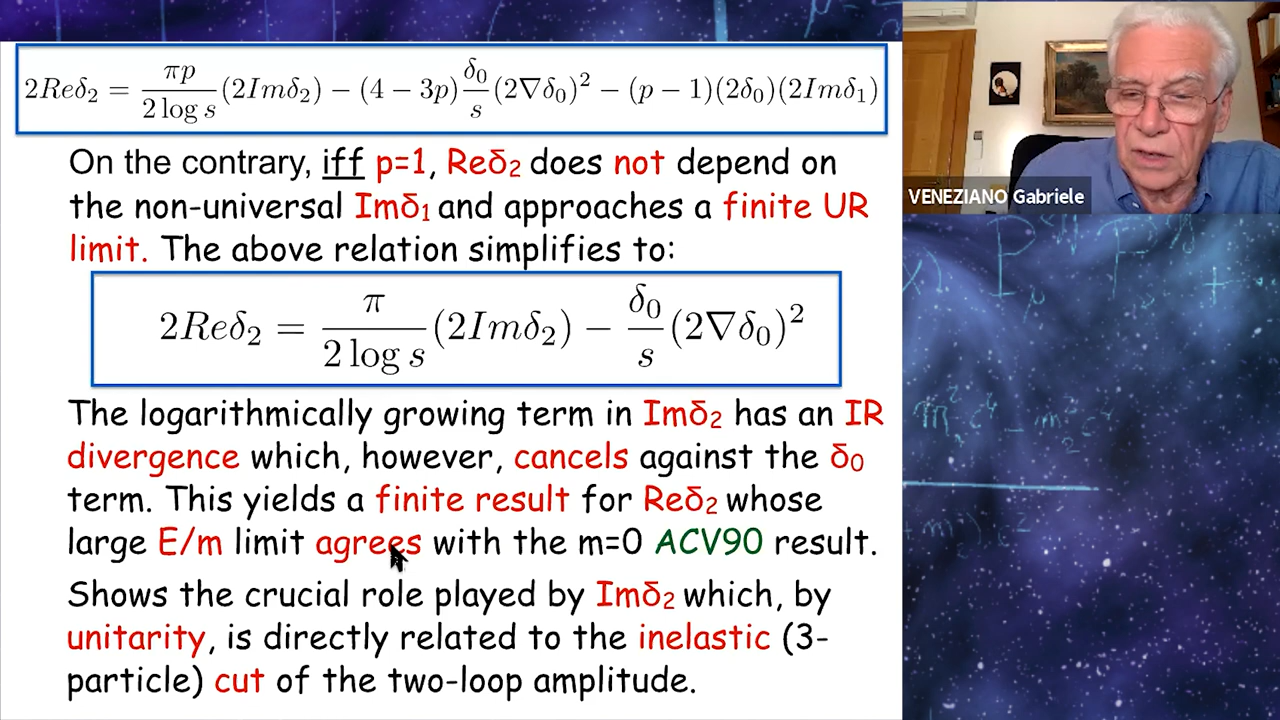 2Reδ₂ = πp/(2 log s) (2Imδ₂) − (4 − 3p) δ₀/s (2∇δ₀)² − (p − 1)(2δ₀)(2Imδ₁)
On the contrary, iff p=1, Reδ₂ does not depend on
the non-universal Imδ₁ and approaches a finite UR
limit. The above relation simplifies to:
2Reδ₂ = π/(2 log s) (2Imδ₂) − δ₀/s (2∇δ₀)²
The logarithmically growing term in Imδ₂ has an IR
divergence which, however, cancels against the δ₀
term. This yields a finite result for Reδ₂ whose
large E/m limit agrees with the m=0 ACV90 result.
Shows the crucial role played by Imδ₂ which, by
unitarity, is directly related to the inelastic (3-
particle) cut of the two-loop amplitude.
VENEZIANO Gabriele